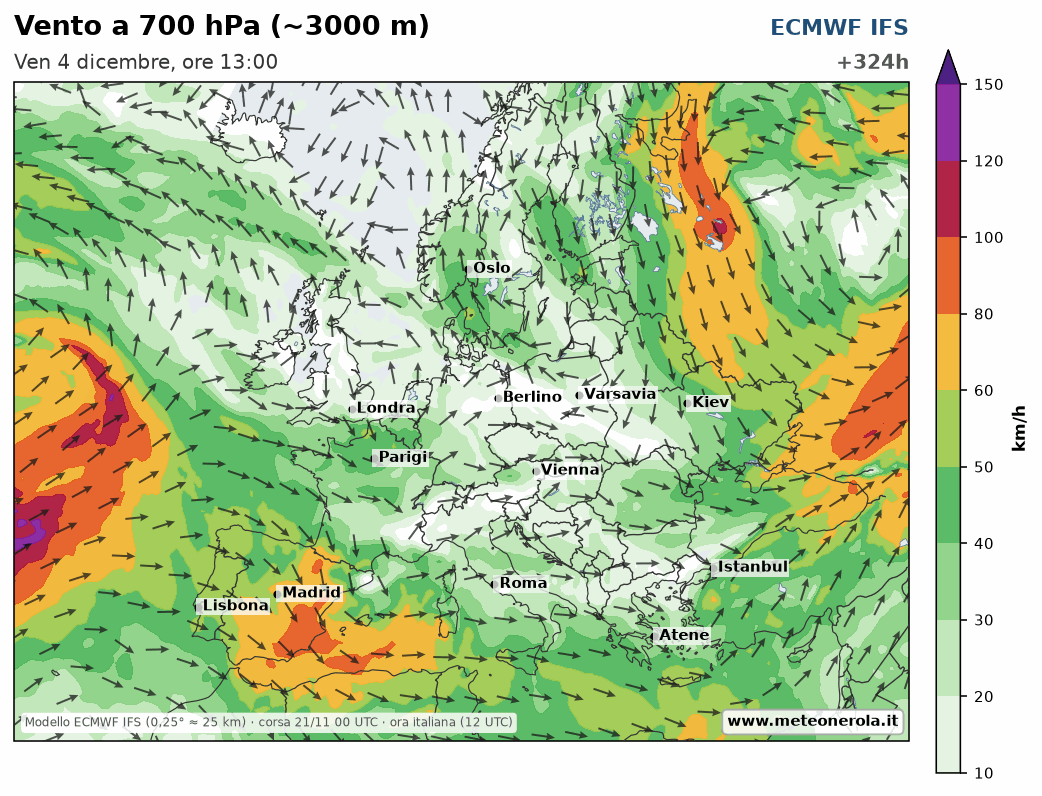 Vento a 700 hPa (~3000 m)
ECMWF IFS
Ven 4 dicembre, ore 13:00
+324h
150
120
100
80
60
50
40
30
20
10
km/h
Oslo
Berlino
Varsavia
Kiev
Londra
Parigi
Vienna
Istanbul
Roma
Madrid
Lisbona
Atene
Modello ECMWF IFS (0,25° ≈ 25 km) · corsa 21/11 00 UTC · ora italiana (12 UTC)
www.meteonerola.it